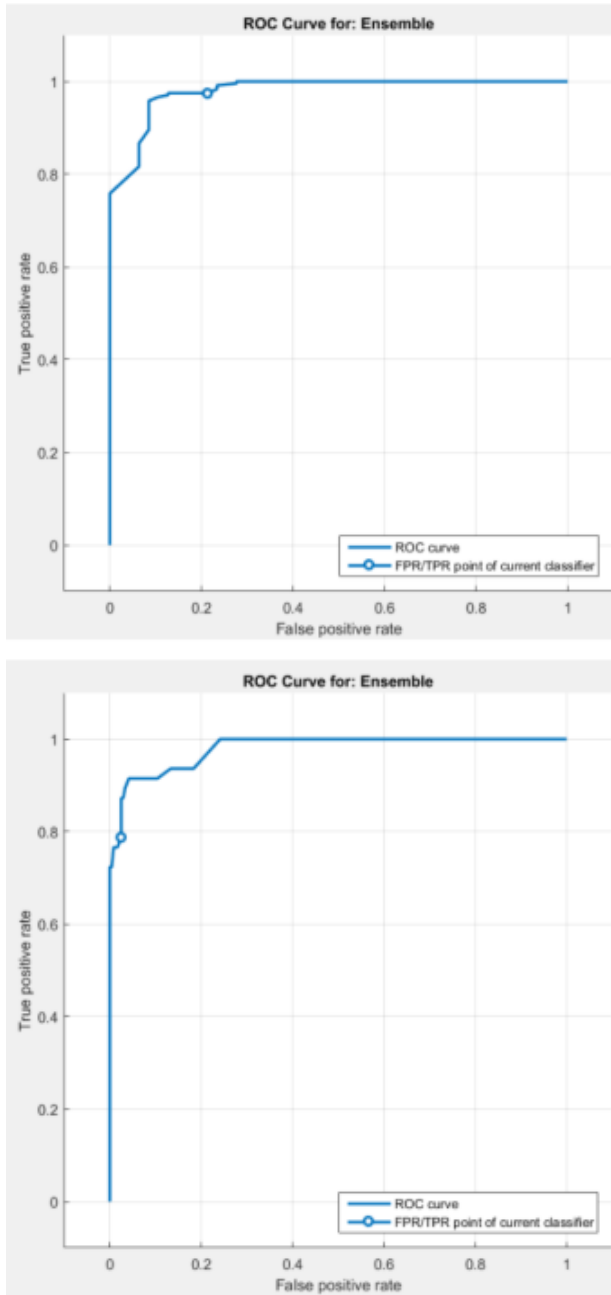 ROC Curve for: Ensemble
1
0.8
0.6
0.4
0.2
0
True positive rate
ROC curve
FPR/TPR point of current classifier
0 0.2 0.4 0.6 0.8 1
False positive rate
ROC Curve for: Ensemble
1
0.8
0.6
0.4
0.2
0
True positive rate
ROC curve
FPR/TPR point of current classifier
0 0.2 0.4 0.6 0.8 1
False positive rate